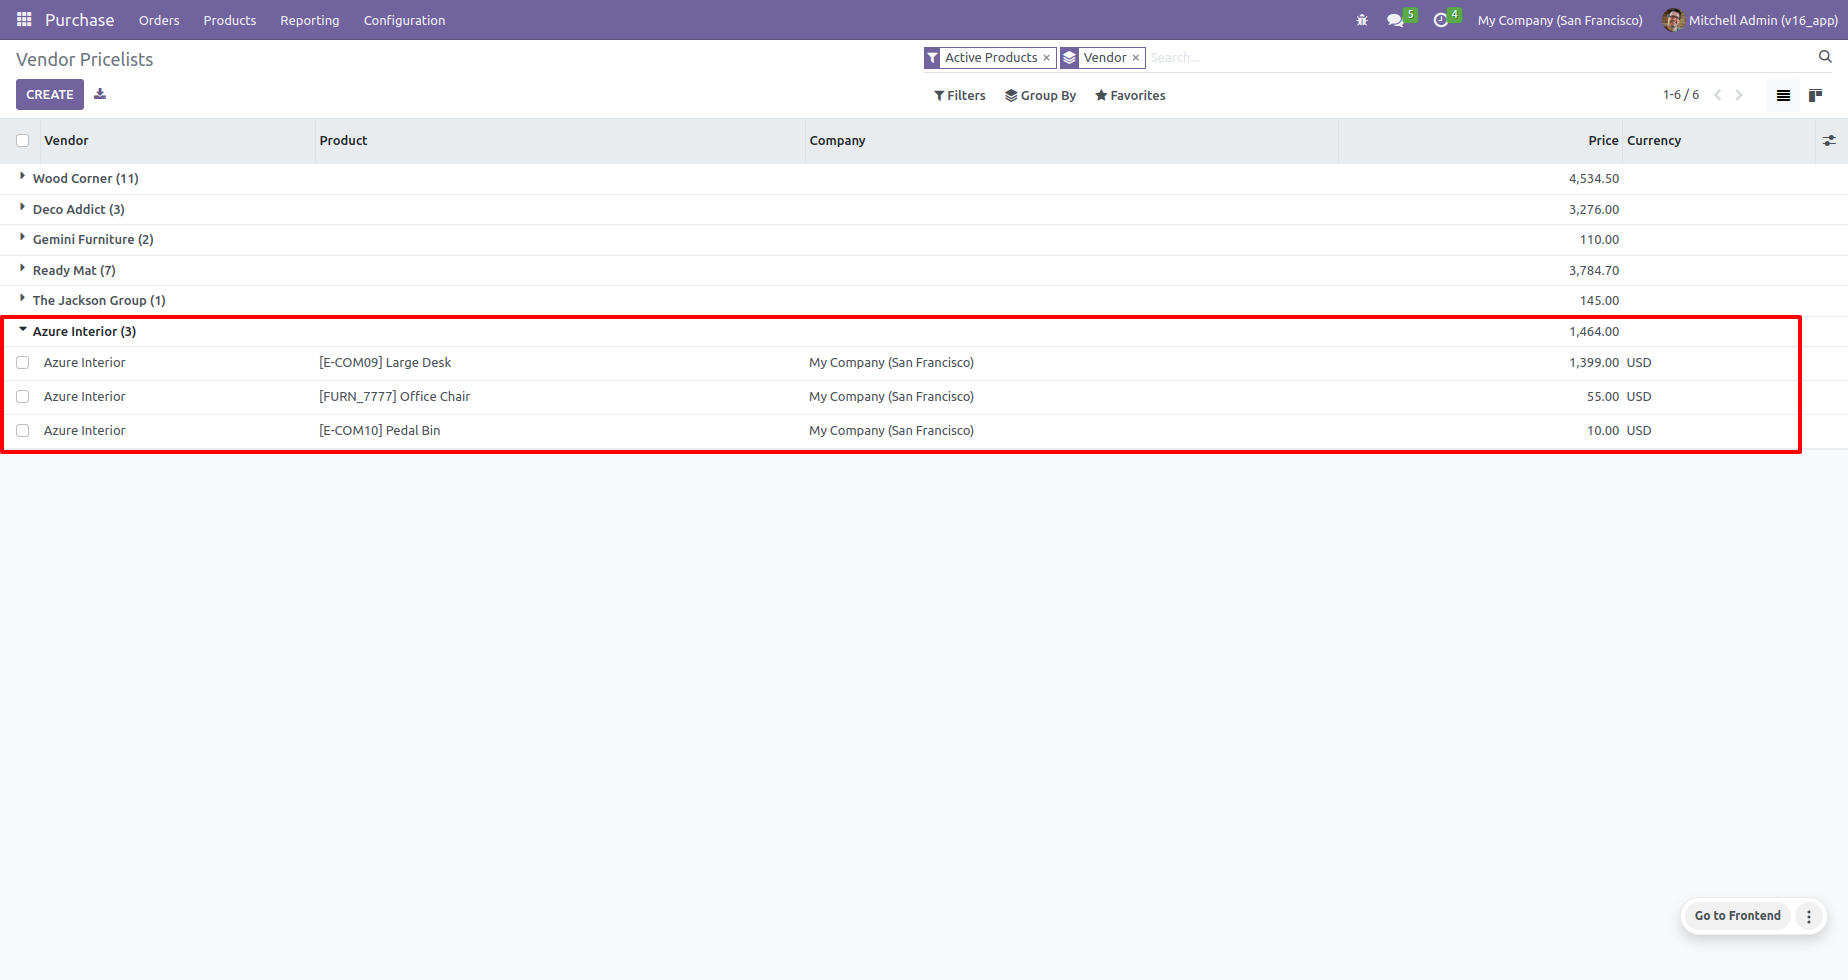 Purchase Orders Products Reporting Configuration 5 4 My Company (San Francisco) Mitchell Admin (v16_app)
Vendor Pricelists Active Products × Vendor × Search...
CREATE Filters Group By Favorites 1-6 / 6
Vendor Product Company Price Currency
Wood Corner (11) 4,534.50
Deco Addict (3) 3,276.00
Gemini Furniture (2) 110.00
Ready Mat (7) 3,784.70
The Jackson Group (1) 145.00
Azure Interior (3) 1,464.00
Azure Interior [E-COM09] Large Desk My Company (San Francisco) 1,399.00 USD
Azure Interior [FURN_7777] Office Chair My Company (San Francisco) 55.00 USD
Azure Interior [E-COM10] Pedal Bin My Company (San Francisco) 10.00 USD
Go to Frontend